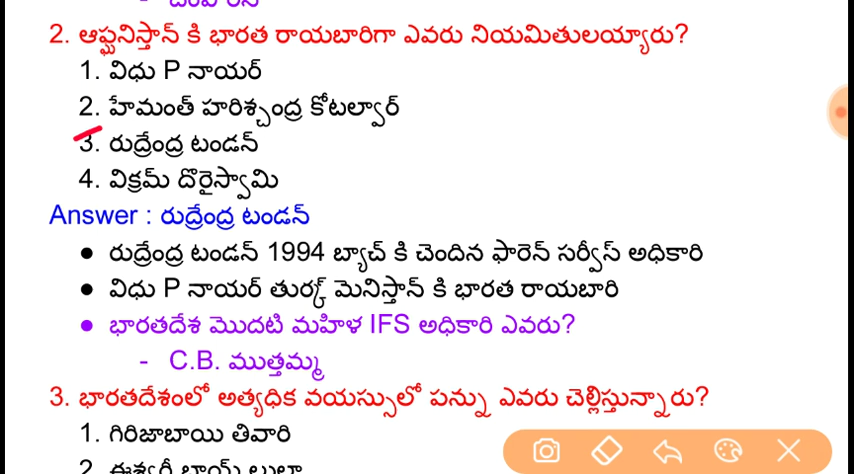 2. ఆఫ్ఘనిస్తాన్ కి భారత రాయబారిగా ఎవరు నియమితులయ్యారు?
1. విధు P నాయర్
2. హేమంత్ హరిశ్చంద్ర కోటల్వార్
3. రుద్రేంద్ర టండన్
4. విక్రమ్ దొరైస్వామి
Answer : రుద్రేంద్ర టండన్
● రుద్రేంద్ర టండన్ 1994 బ్యాచ్ కి చెందిన ఫారెన్ సర్వీస్ అధికారి
● విధు P నాయర్ తుర్క్ మెనిస్తాన్ కి భారత రాయబారి
● భారతదేశ మొదటి మహిళ IFS అధికారి ఎవరు?
- C.B. ముత్తమ్మ
3. భారతదేశంలో అత్యధిక వయస్సులో పన్ను ఎవరు చెల్లిస్తున్నారు?
1. గిరిజాబాయి తివారి